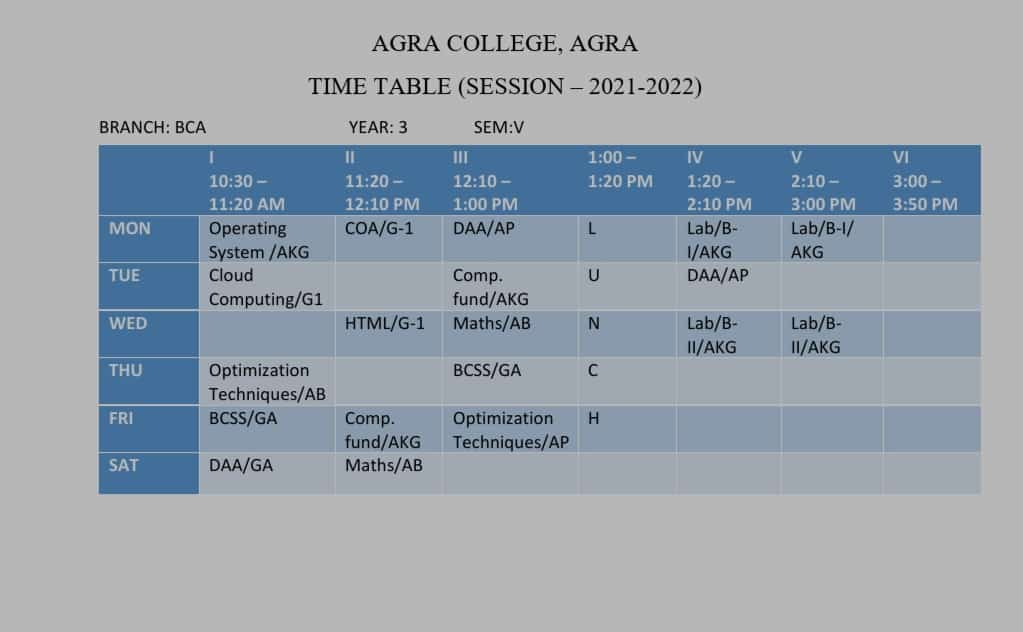 AGRA COLLEGE, AGRA
TIME TABLE (SESSION – 2021-2022)
BRANCH: BCA YEAR: 3 SEM:V
I II III 1:00 – IV V VI
10:30 – 11:20 – 12:10 – 1:20 PM 1:20 – 2:10 – 3:00 –
11:20 AM 12:10 PM 1:00 PM 2:10 PM 3:00 PM 3:50 PM
MON Operating COA/G-1 DAA/AP L Lab/B- Lab/B-I/
System /AKG I/AKG AKG
TUE Cloud Comp. U DAA/AP
Computing/G1 fund/AKG
WED HTML/G-1 Maths/AB N Lab/B- Lab/B-
II/AKG II/AKG
THU Optimization BCSS/GA C
Techniques/AB
FRI BCSS/GA Comp. Optimization H
fund/AKG Techniques/AP
SAT DAA/GA Maths/AB